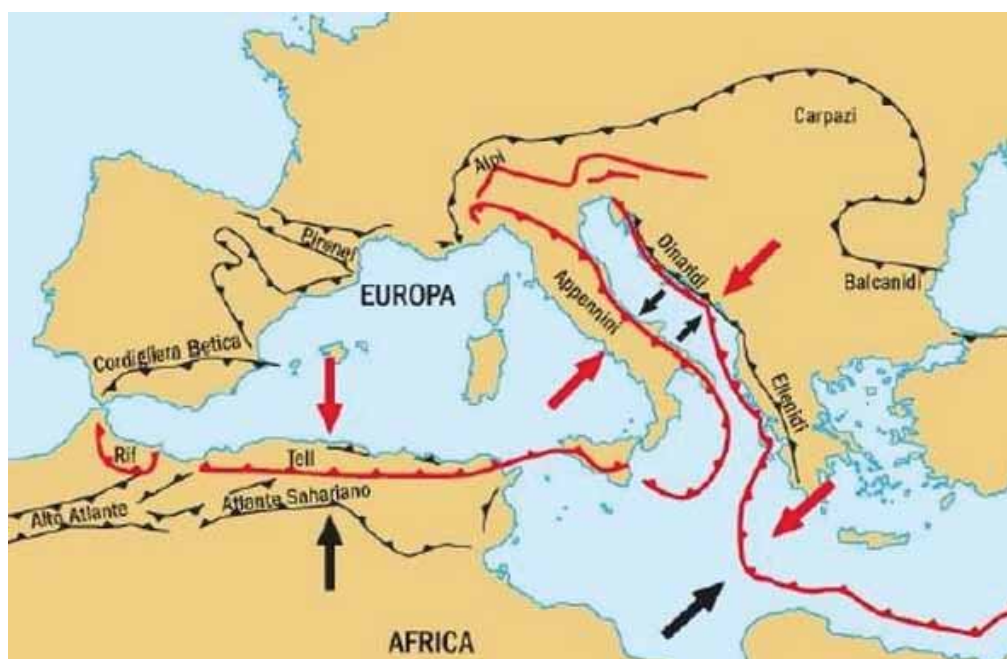 Carpazi
Alpi
Pirenei
Dinaridi
Balcanidi
EUROPA
Appennini
Cordigliera Betica
Ellenidi
Rif
Tell
Atlante Sahariano
Alto Atlante
AFRICA